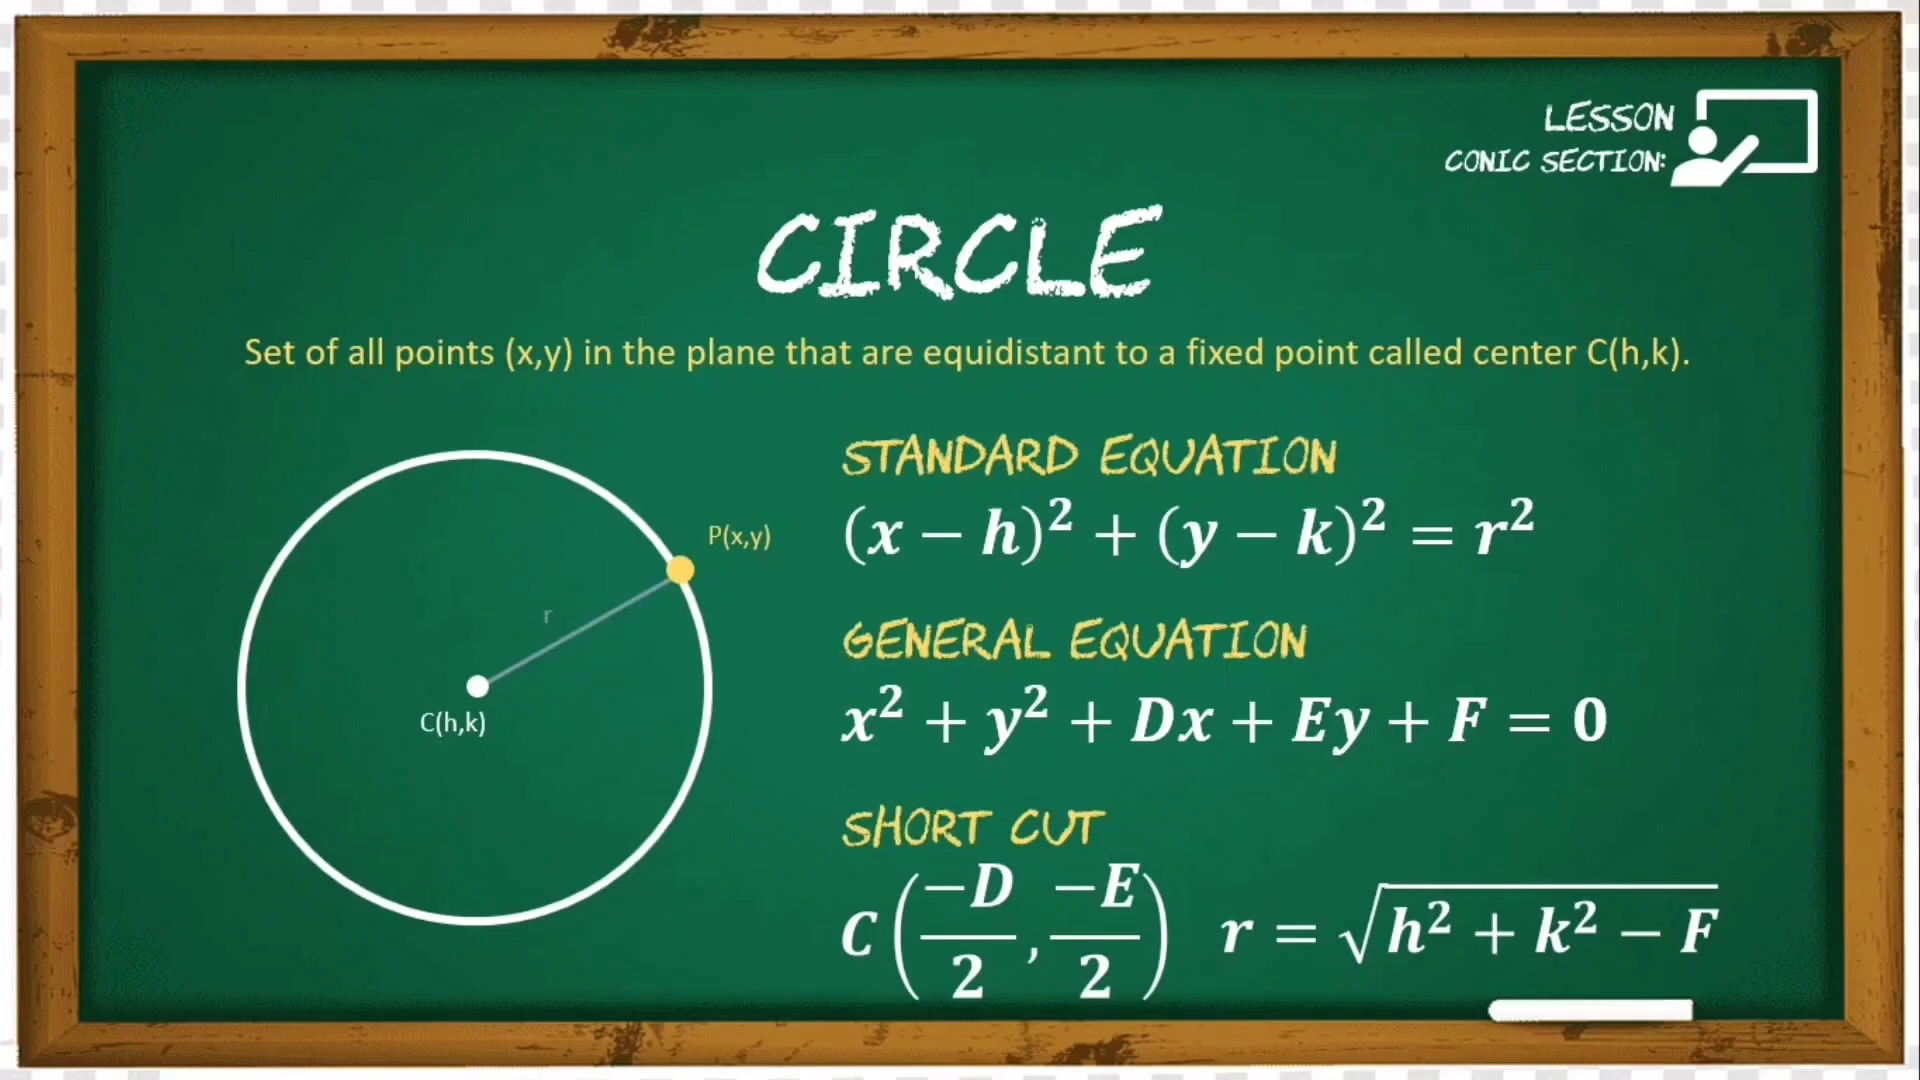 LESSON
CONIC SECTION:
CIRCLE
Set of all points (x,y) in the plane that are equidistant to a fixed point called center C(h,k).
STANDARD EQUATION
(x − h)² + (y − k)² = r²
P(x,y)
r
C(h,k)
GENERAL EQUATION
x² + y² + Dx + Ey + F = 0
SHORT CUT
C(−D/2, −E/2) r = √(h² + k² − F)